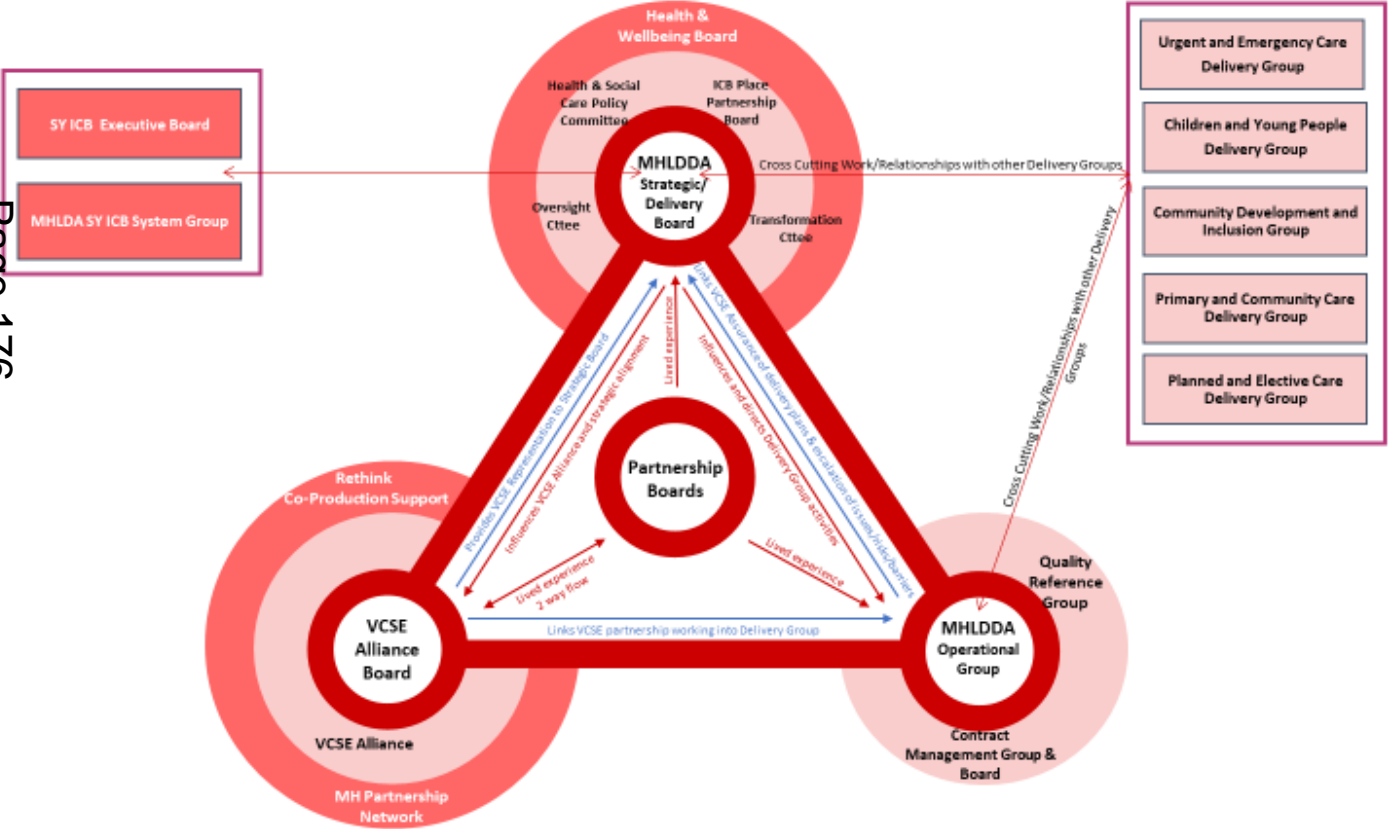 Health &
Wellbeing Board
Health & Social
Care Policy
Committee
ICB Place
Partnership
Board
MHLDDA
Strategic/
Delivery
Board
Oversight
Cttee
Transformation
Cttee
SY ICB Executive Board
MHLDA SY ICB System Group
Page 176
Cross Cutting Work/Relationships with other Delivery Groups
Urgent and Emergency Care
Delivery Group
Children and Young People
Delivery Group
Community Development and
Inclusion Group
Primary and Community Care
Delivery Group
Planned and Elective Care
Delivery Group
Cross Cutting Work/Relationships with other Delivery
Groups
Provides VCSE Representation to Strategic Board
Influences VCSE Alliance and strategic alignment
Lived experience
Links VCSE Assurance of delivery plans & escalation of issues/risks/barriers
Influences and directs Delivery Group activities
Partnership
Boards
Lived experience
2 way flow
Lived experience
Links VCSE partnership working into Delivery Group
Rethink
Co-Production Support
VCSE
Alliance
Board
VCSE Alliance
MH Partnership
Network
Quality
Reference
Group
MHLDDA
Operational
Group
Contract
Management Group &
Board